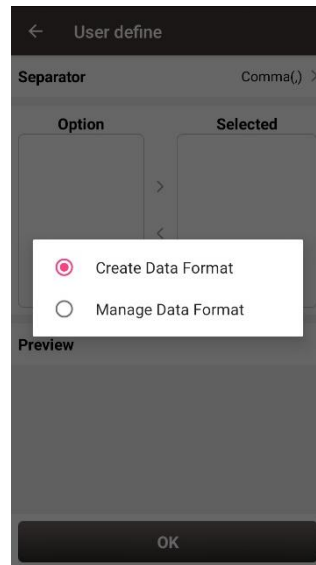 User define
Separator Comma(,) >
Option Selected
>
<
Create Data Format
Manage Data Format
Preview
OK